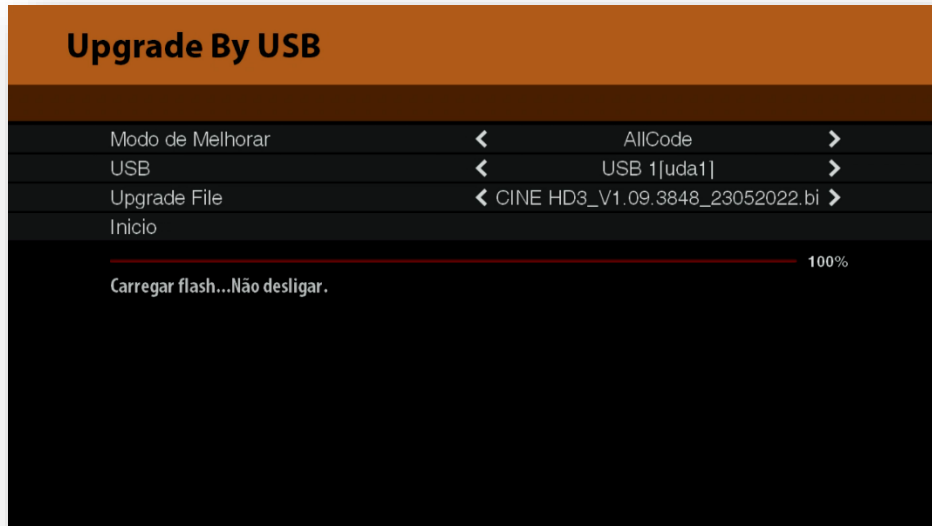 Upgrade By USB
Modo de Melhorar < AllCode >
USB < USB 1[uda1] >
Upgrade File < CINE HD3_V1.09.3848_23052022.bi >
Inicio
100%
Carregar flash...Não desligar.